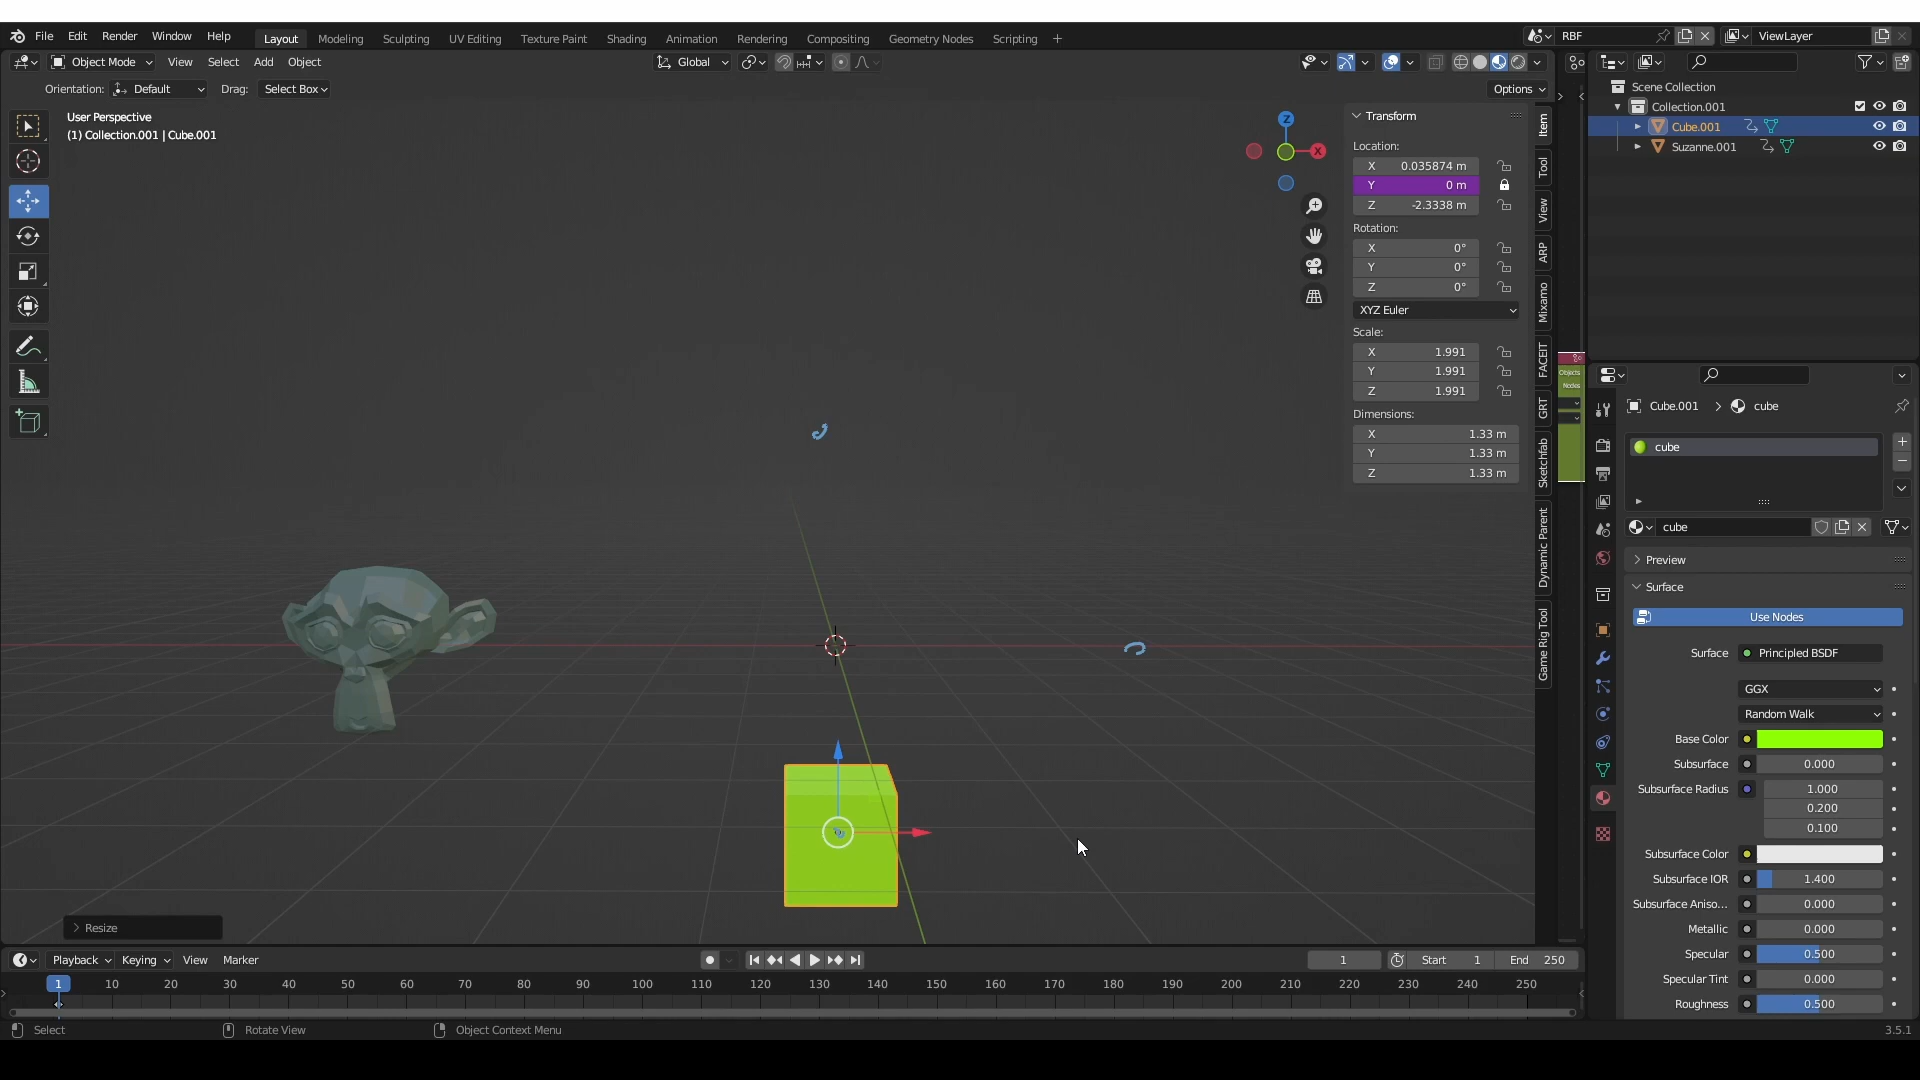 File Edit Render Window Help Layout Modeling Sculpting UV Editing Texture Paint Shading Animation Rendering Compositing Geometry Nodes Scripting + RBF ViewLayer
Object Mode View Select Add Object Global
Orientation: Default Drag: Select Box Options
User Perspective
(1) Collection.001 | Cube.001
Z
X
Transform
Location:
X 0.035874 m
Y 0 m
Z -2.3338 m
Rotation:
X 0°
Y 0°
Z 0°
XYZ Euler
Scale:
X 1.991
Y 1.991
Z 1.991
Dimensions:
X 1.33 m
Y 1.33 m
Z 1.33 m
Item
Tool
View
ARP
Mixamo
FACEIT
GRT
Sketchfab
Dynamic Parent
Game Rig Tool
Objects
Nodes
Scene Collection
Collection.001
Cube.001
Suzanne.001
Cube.001 cube
cube
cube
Preview
Surface
Use Nodes
Surface Principled BSDF
GGX
Random Walk
Base Color
Subsurface 0.000
Subsurface Radius 1.000
0.200
0.100
Subsurface Color
Subsurface IOR 1.400
Subsurface Aniso... 0.000
Metallic 0.000
Specular 0.500
Specular Tint 0.000
Roughness 0.500
Resize
Playback Keying View Marker 1 Start 1 End 250
1 10 20 30 40 50 60 70 80 90 100 110 120 130 140 150 160 170 180 190 200 210 220 230 240 250
Select Rotate View Object Context Menu 3.5.1